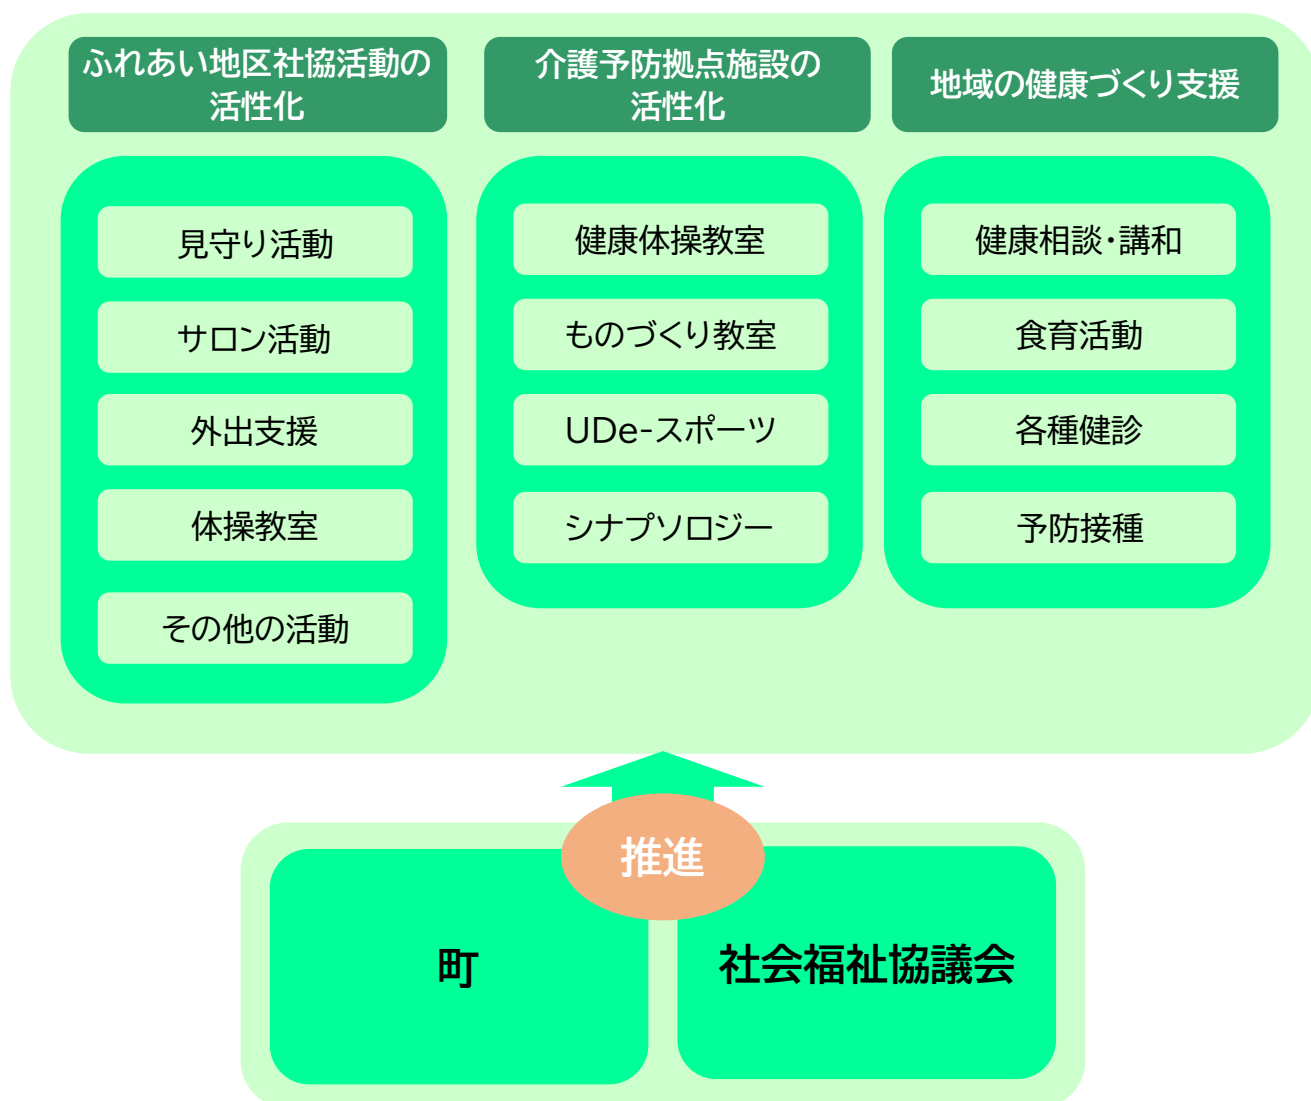 ふれあい地区社協活動の
活性化
見守り活動
サロン活動
外出支援
体操教室
その他の活動
介護予防拠点施設の
活性化
健康体操教室
ものづくり教室
UDe-スポーツ
シナプソロジー
地域の健康づくり支援
健康相談・講和
食育活動
各種健診
予防接種
推進
町
社会福祉協議会